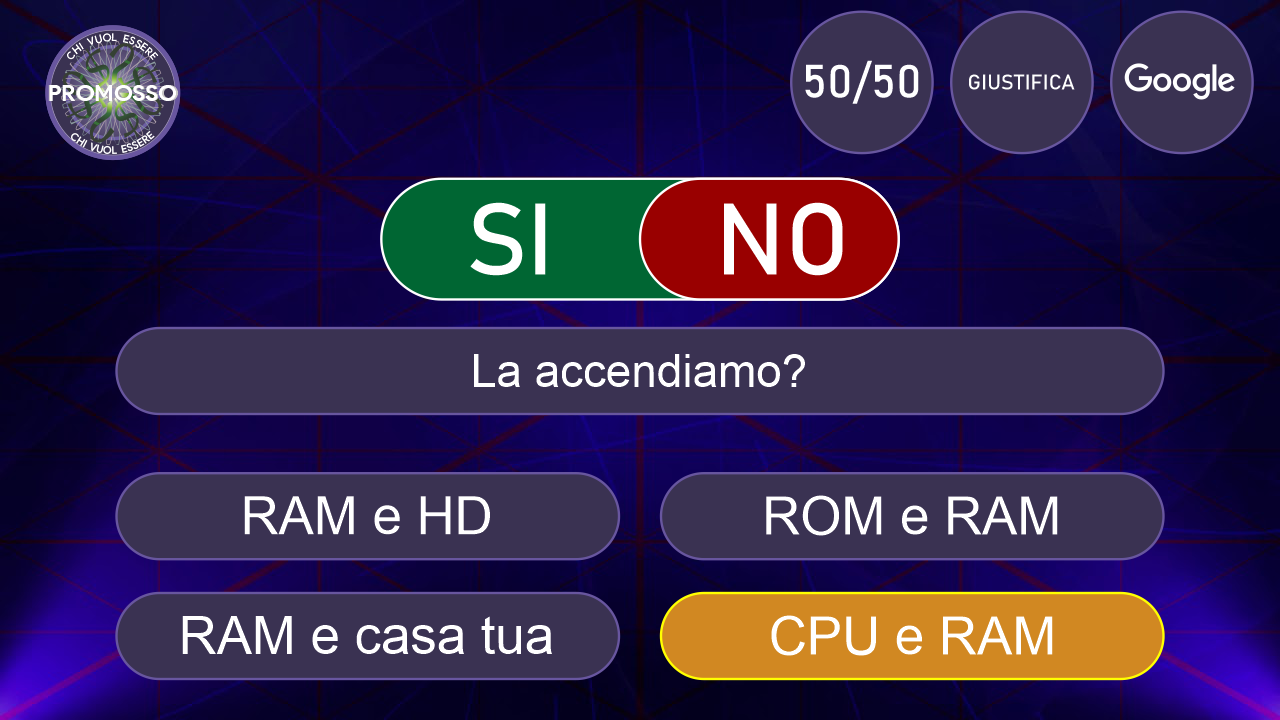 CHI VUOL ESSERE
PROMOSSO
CHI VUOL ESSERE
50/50
GIUSTIFICA
Google
SI
NO
La accendiamo?
RAM e HD
ROM e RAM
RAM e casa tua
CPU e RAM